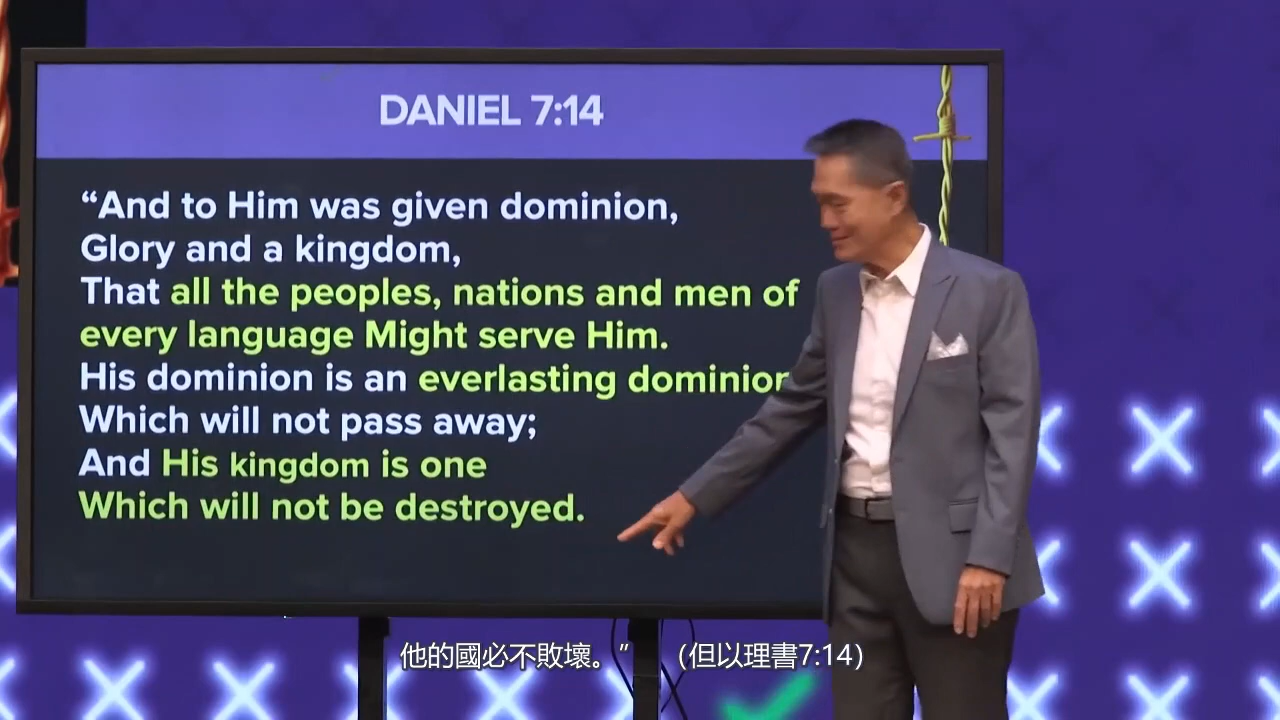 DANIEL 7:14
“And to Him was given dominion,
Glory and a kingdom,
That all the peoples, nations and men of
every language Might serve Him.
His dominion is an everlasting dominion
Which will not pass away;
And His kingdom is one
Which will not be destroyed.
他的國必不敗壞。” (但以理書7:14)